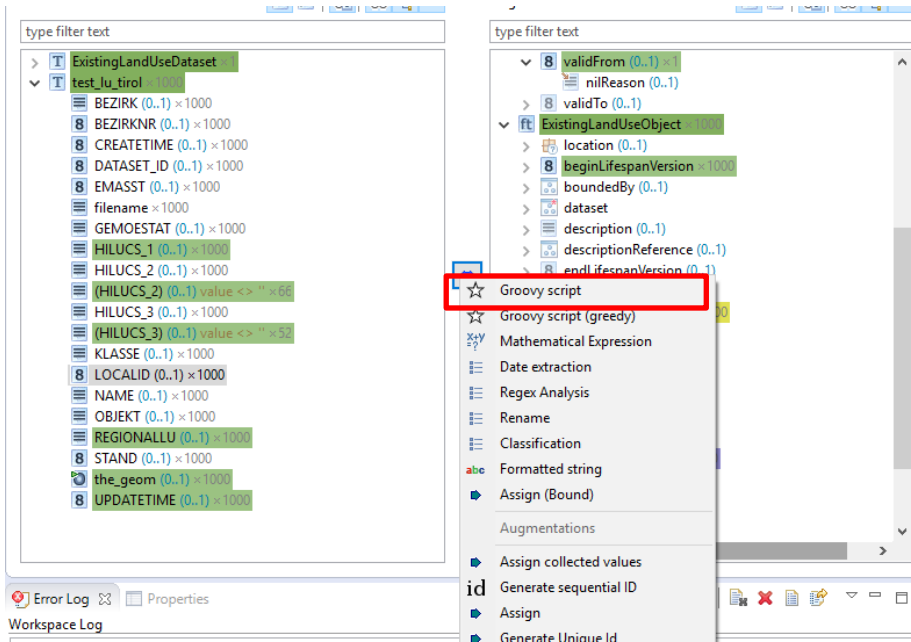 type filter text
ExistingLandUseDataset ×1
test_lu_tirol ×1000
BEZIRK (0..1) ×1000
BEZIRKNR (0..1) ×1000
CREATETIME (0..1) ×1000
DATASET_ID (0..1) ×1000
EMASST (0..1) ×1000
filename ×1000
GEMOESTAT (0..1) ×1000
HILUCS_1 (0..1) ×1000
HILUCS_2 (0..1) ×1000
(HILUCS_2) (0..1) value <> '' ×66
HILUCS_3 (0..1) ×1000
(HILUCS_3) (0..1) value <> '' ×52
KLASSE (0..1) ×1000
LOCALID (0..1) ×1000
NAME (0..1) ×1000
OBJEKT (0..1) ×1000
REGIONALLU (0..1) ×1000
STAND (0..1) ×1000
the_geom (0..1) ×1000
UPDATETIME (0..1) ×1000
type filter text
validFrom (0..1) ×1
nilReason (0..1)
validTo (0..1)
ft ExistingLandUseObject ×1000
location (0..1)
beginLifespanVersion ×1000
boundedBy (0..1)
dataset
description (0..1)
descriptionReference (0..1)
endLifespanVersion (0..1)
Groovy script
Groovy script (greedy)
Mathematical Expression
Date extraction
Regex Analysis
Rename
Classification
abc Formatted string
Assign (Bound)
Augmentations
Assign collected values
id Generate sequential ID
Assign
Generate Unique Id
Error Log
Properties
Workspace Log